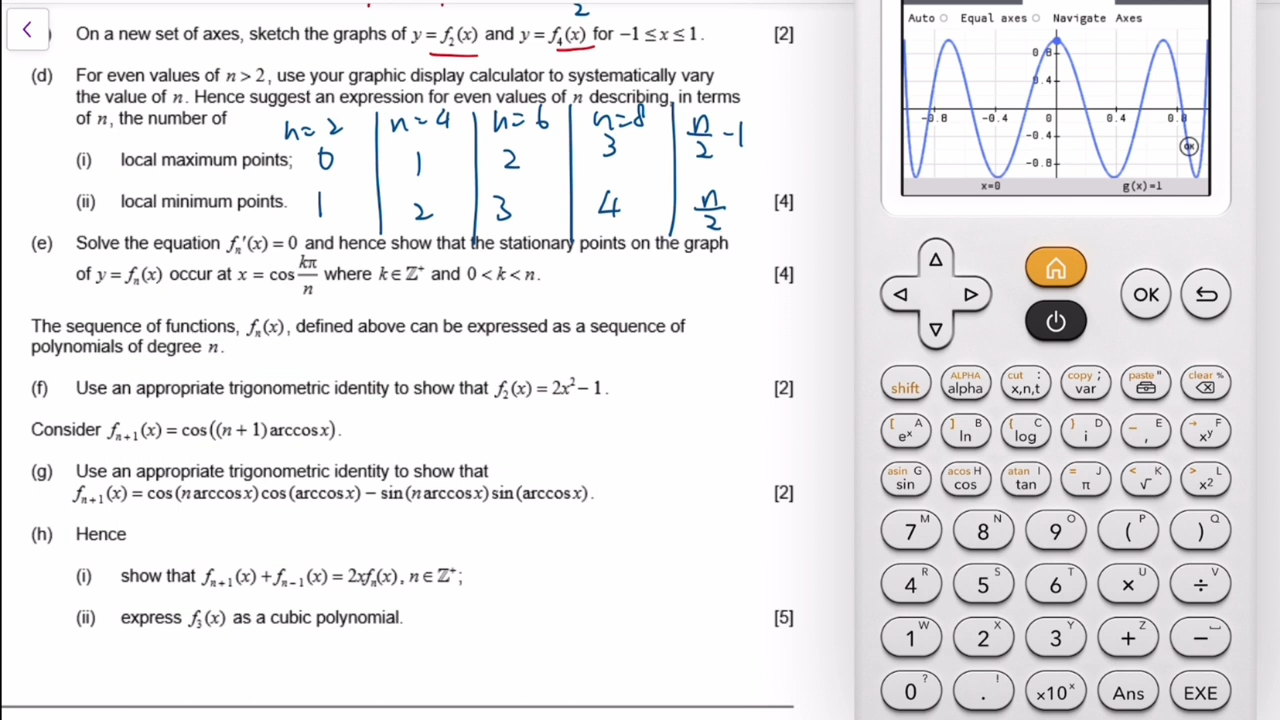 2
) On a new set of axes, sketch the graphs of y = f₂(x) and y = f₄(x) for −1 ≤ x ≤ 1. [2]
(d) For even values of n > 2, use your graphic display calculator to systematically vary
the value of n. Hence suggest an expression for even values of n describing, in terms
of n, the number of
n = 2 n = 4 n = 6 n = 8 n/2 - 1
(i) local maximum points; 0 1 2 3
(ii) local minimum points. 1 2 3 4 n/2 [4]
(e) Solve the equation fₙ′(x) = 0 and hence show that the stationary points on the graph
of y = fₙ(x) occur at x = cos kπ/n where k ∈ ℤ⁺ and 0 < k < n. [4]
The sequence of functions, fₙ(x), defined above can be expressed as a sequence of
polynomials of degree n.
(f) Use an appropriate trigonometric identity to show that f₂(x) = 2x² − 1. [2]
Consider fₙ₊₁(x) = cos((n + 1) arccos x).
(g) Use an appropriate trigonometric identity to show that
fₙ₊₁(x) = cos(n arccos x) cos(arccos x) − sin(n arccos x) sin(arccos x). [2]
(h) Hence
(i) show that fₙ₊₁(x) + fₙ₋₁(x) = 2xfₙ(x), n ∈ ℤ⁺;
(ii) express f₃(x) as a cubic polynomial. [5]
Auto Equal axes Navigate Axes
0.8
0.4
-0.8 -0.4 0 0.4 0.8
-0.4
-0.8
OK
x=0 g(x)=1
OK
ALPHA cut : copy ; paste " clear %
shift alpha x,n,t var
[ A ] B { C } D _ E → F
eˣ ln log i , xʸ
asin G acos H atan I = J < K > L
sin cos tan π √ x²
M N O P Q
7 8 9 ( )
R S T U V
4 5 6 × ÷
W X Y Z
1 2 3 + −
? !
0 . ×10ˣ Ans EXE